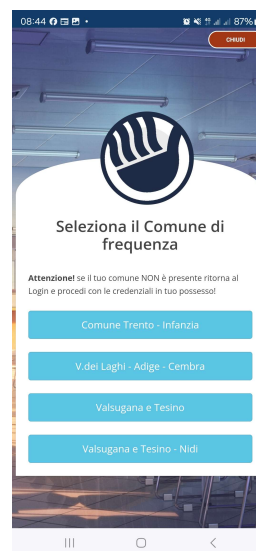 08:44
87%
CHIUDI
Seleziona il Comune di
frequenza
Attenzione! se il tuo comune NON è presente ritorna al
Login e procedi con le credenziali in tuo possesso!
Comune Trento - Infanzia
V.dei Laghi - Adige - Cembra
Valsugana e Tesino
Valsugana e Tesino - Nidi